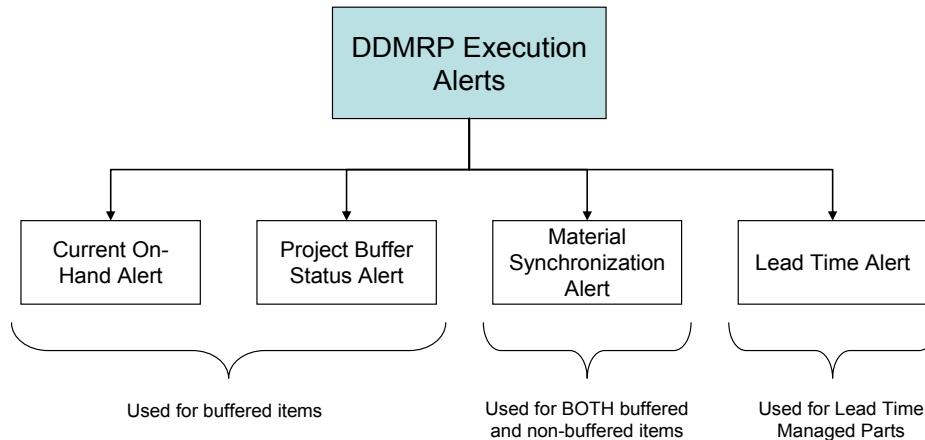 DDMRP Execution
Alerts
Current On-
Hand Alert
Project Buffer
Status Alert
Material
Synchronization
Alert
Lead Time Alert
Used for buffered items
Used for BOTH buffered
and non-buffered items
Used for Lead Time
Managed Parts